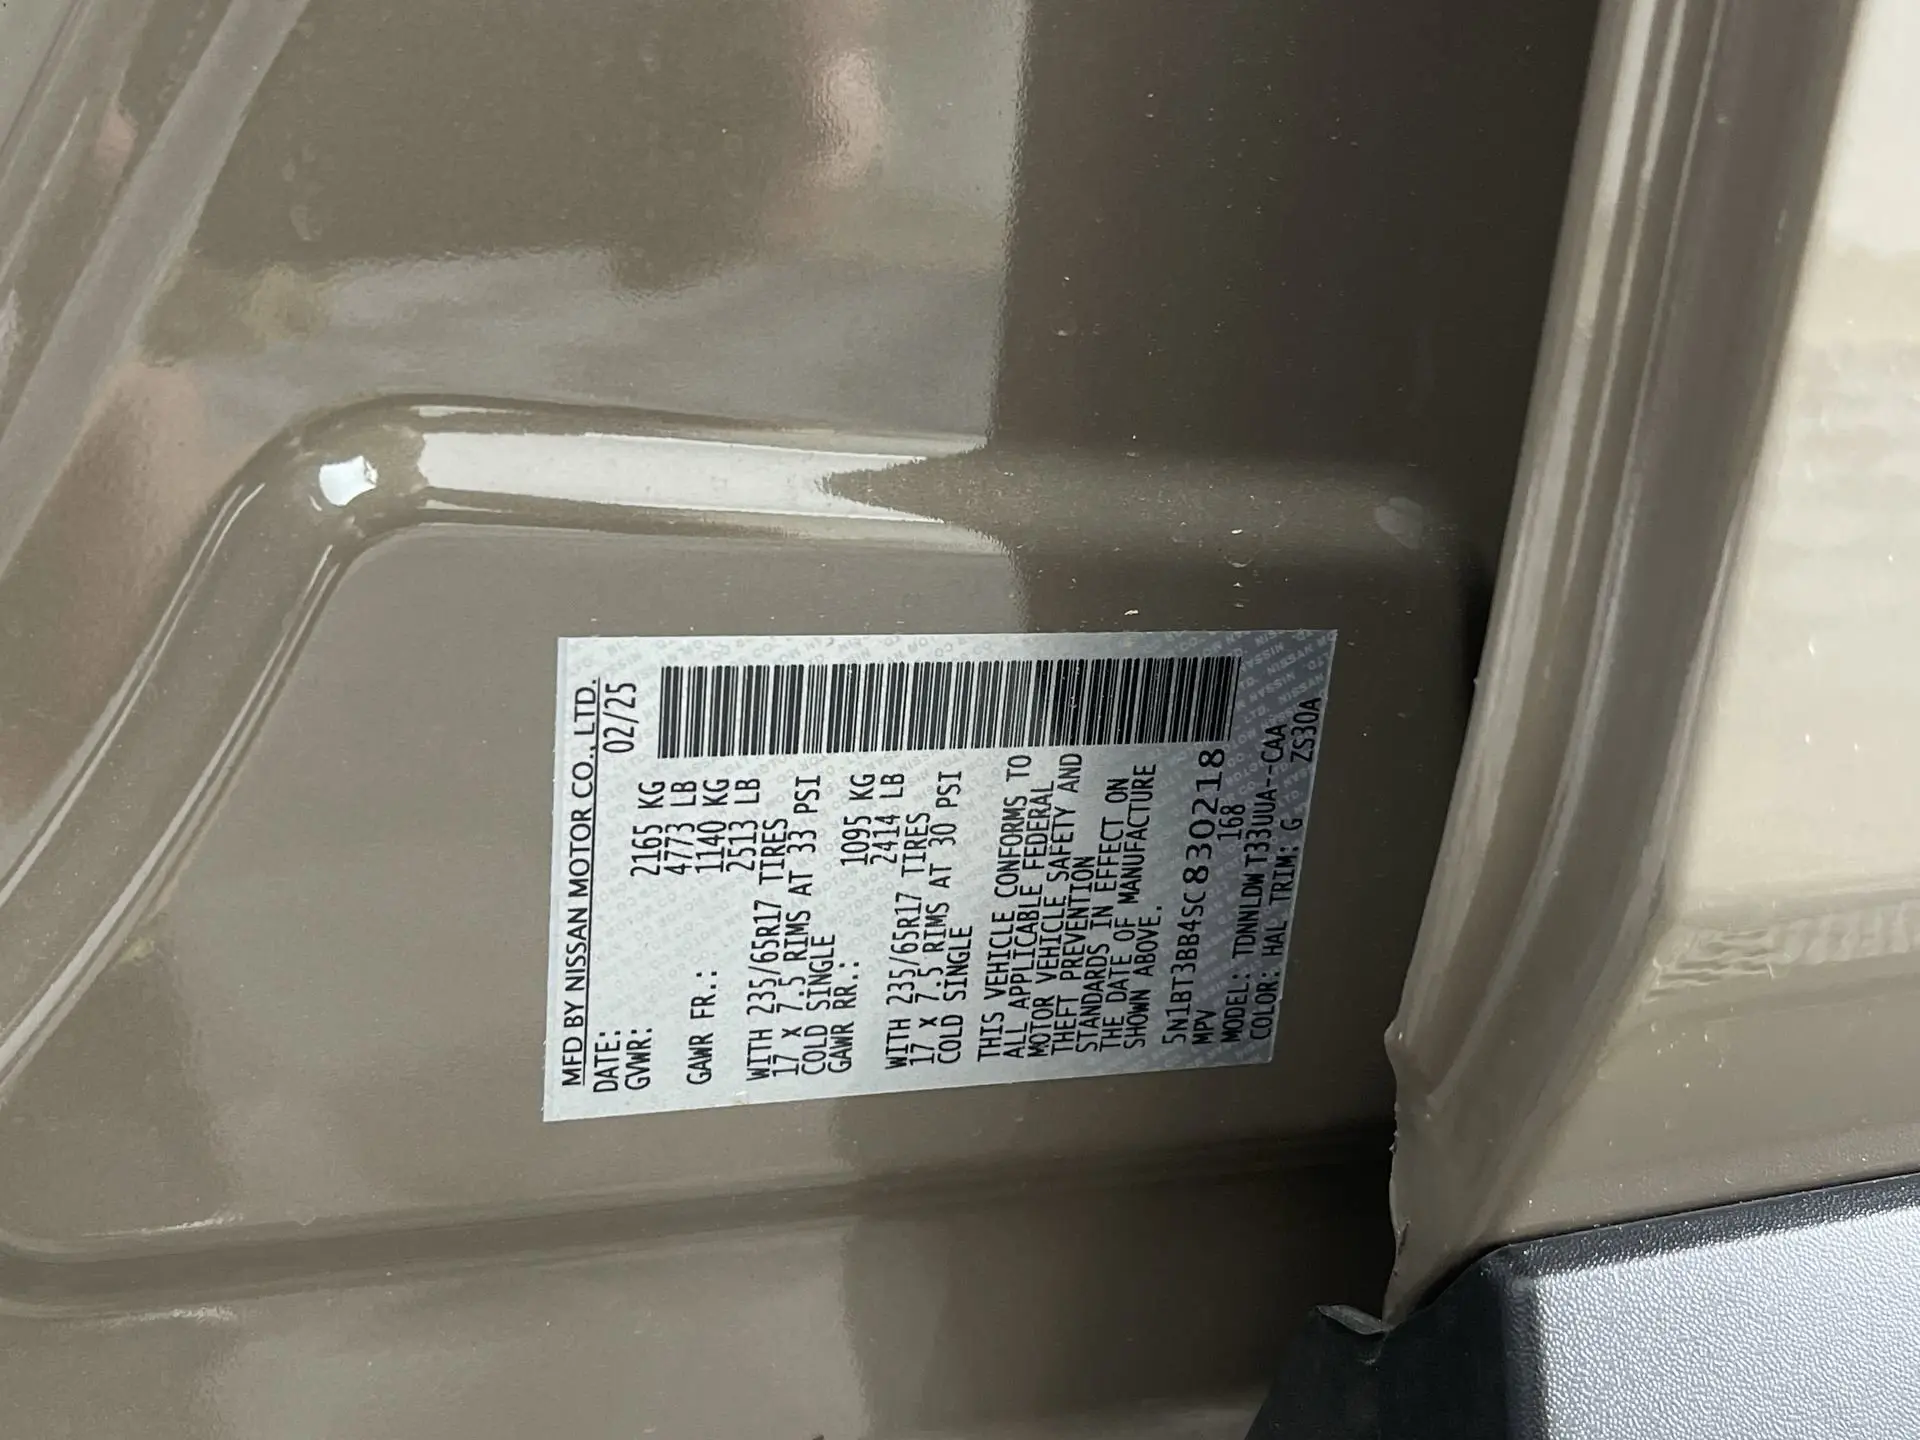 MFD BY NISSAN MOTOR CO., LTD.
DATE: 02/25
GVWR: 2165 KG
4773 LB
GAWR FR.: 1140 KG
2513 LB
WITH 235/65R17 TIRES
17 x 7.5 RIMS AT 33 PSI
COLD SINGLE
GAWR RR.: 1095 KG
2414 LB
WITH 235/65R17 TIRES
17 x 7.5 RIMS AT 30 PSI
COLD SINGLE
THIS VEHICLE CONFORMS TO
ALL APPLICABLE FEDERAL
MOTOR VEHICLE SAFETY AND
THEFT PREVENTION
STANDARDS IN EFFECT ON
THE DATE OF MANUFACTURE
SHOWN ABOVE.
5N1BT3BB4SC830218
MPV 168
MODEL: TDNNLDWT33UUA--CAA
COLOR: HAL TRIM: G ZS30A